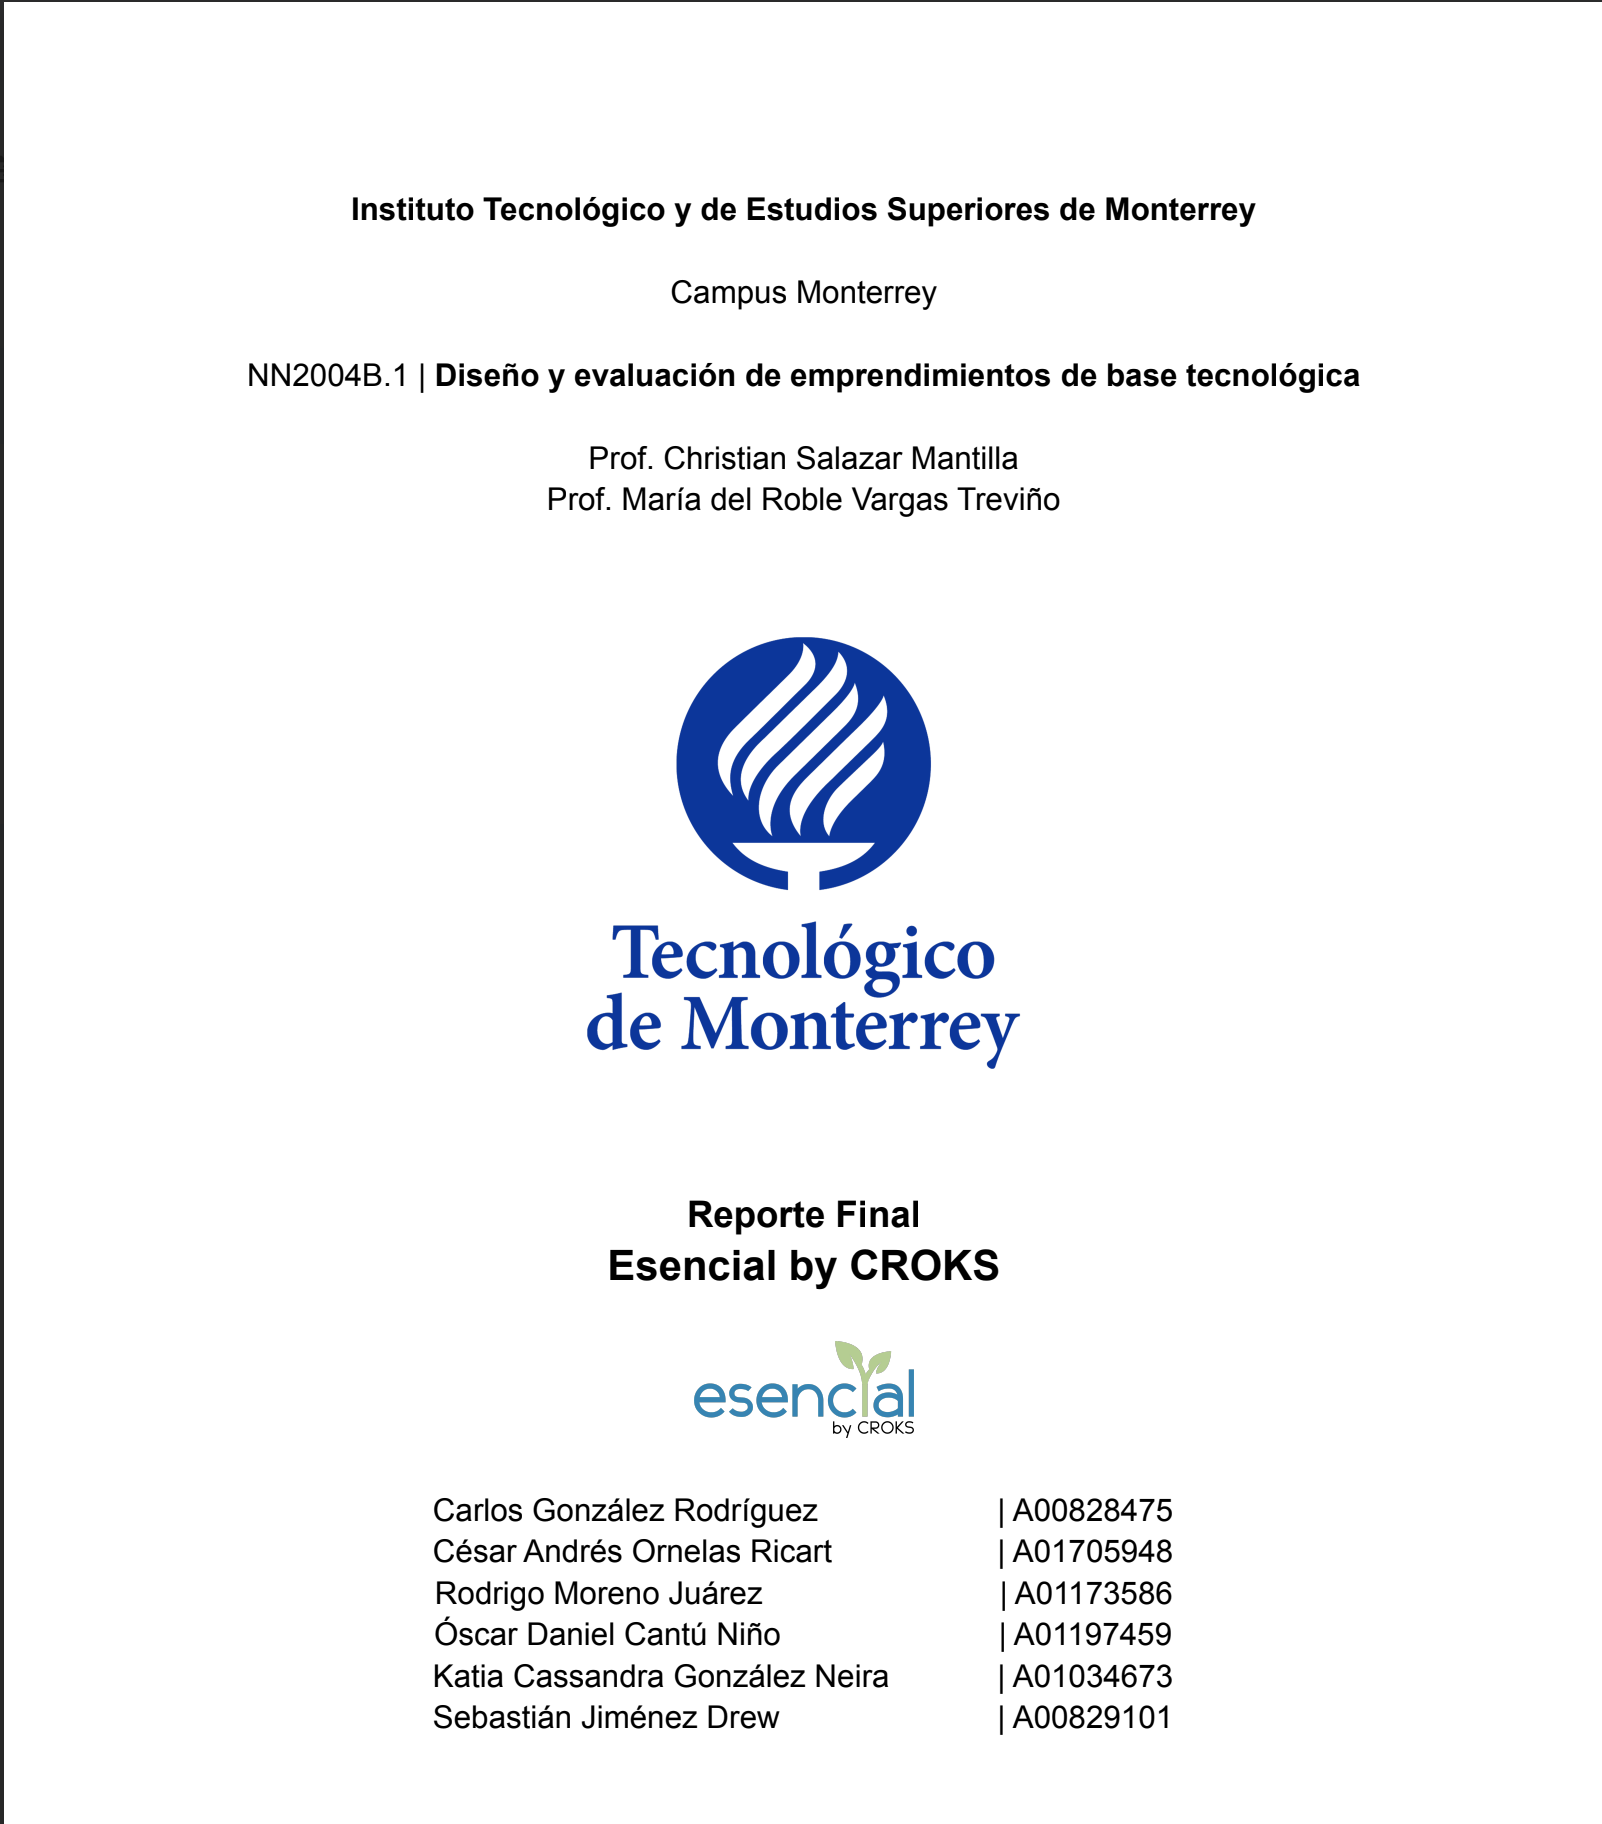 Instituto Tecnológico y de Estudios Superiores de Monterrey
Campus Monterrey
NN2004B.1 | Diseño y evaluación de emprendimientos de base tecnológica
Prof. Christian Salazar Mantilla
Prof. María del Roble Vargas Treviño
Tecnológico
de Monterrey
Reporte Final
Esencial by CROKS
esencial
by CROKS
Carlos González Rodríguez | A00828475
César Andrés Ornelas Ricart | A01705948
Rodrigo Moreno Juárez | A01173586
Óscar Daniel Cantú Niño | A01197459
Katia Cassandra González Neira | A01034673
Sebastián Jiménez Drew | A00829101